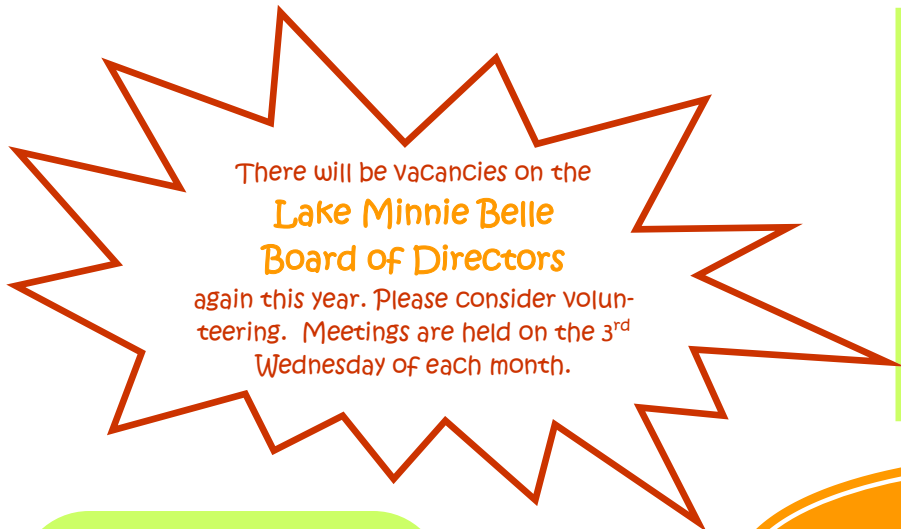 There will be vacancies on the
Lake Minnie Belle
Board of Directors
again this year. Please consider volun-
teering.  Meetings are held on the 3rd
Wednesday of each month.